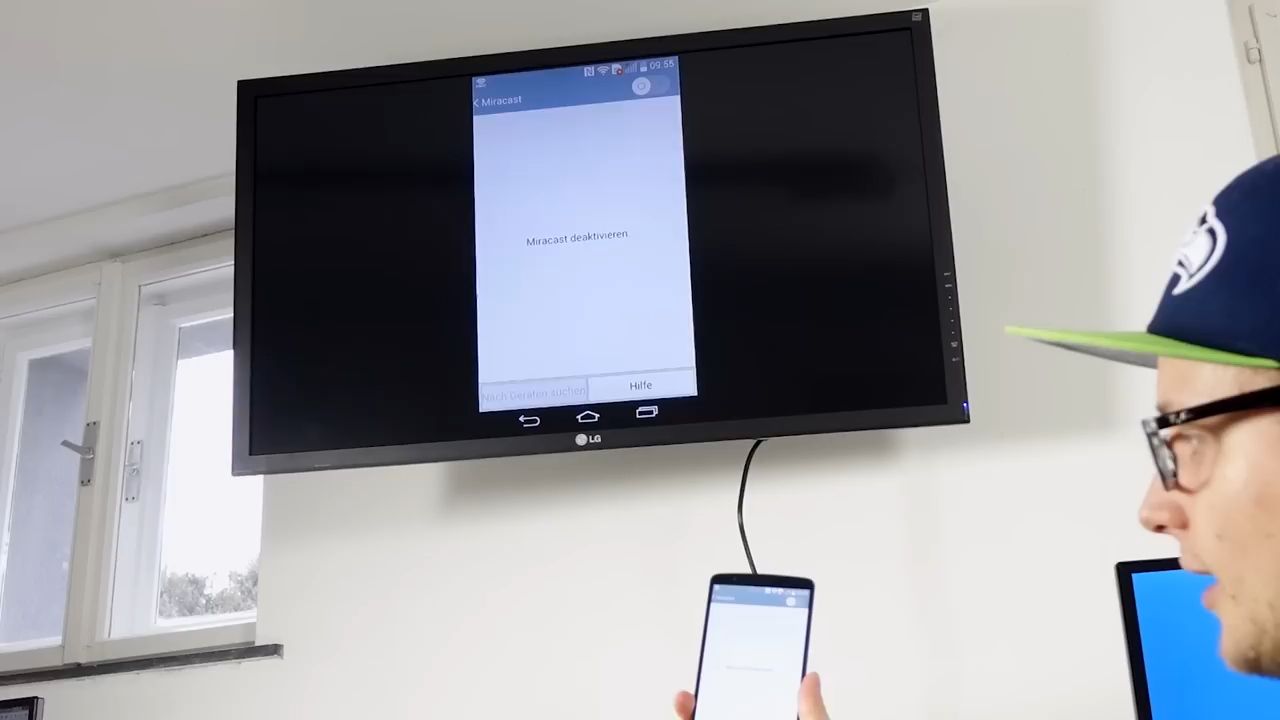 09.55
Miracast
Miracast deaktivieren
Nach Geräten suchen
Hilfe
LG